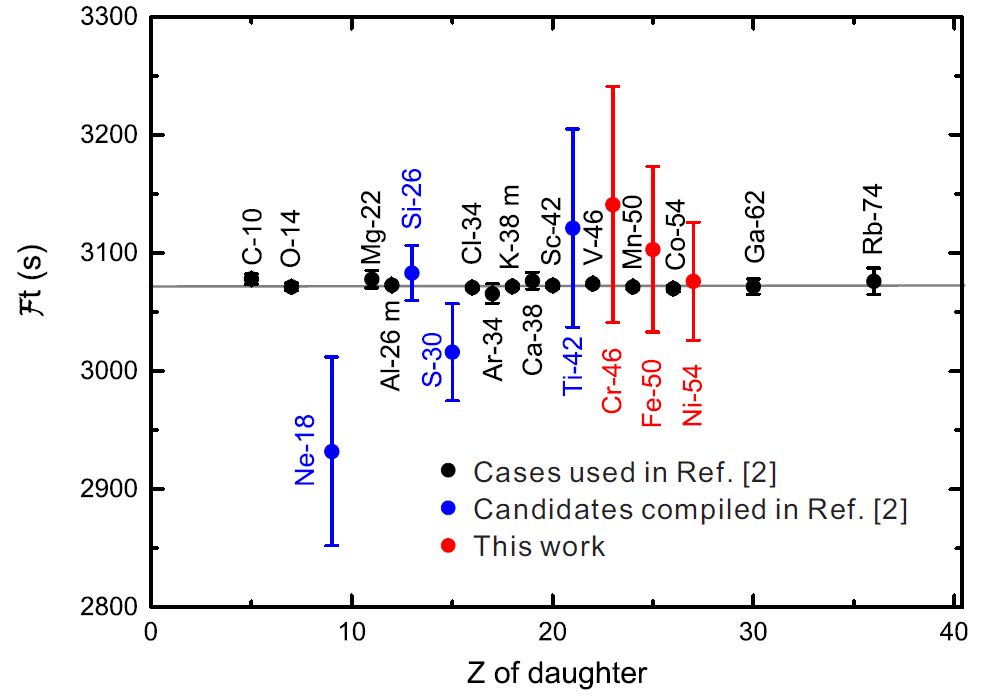 3300
3200
3100
3000
2900
2800
ℱt (s)
C-10
O-14
Mg-22
Si-26
Cl-34
K-38 m
Sc-42
V-46
Mn-50
Co-54
Ga-62
Rb-74
Al-26 m
S-30
Ar-34
Ca-38
Ti-42
Cr-46
Fe-50
Ni-54
Ne-18
Cases used in Ref. [2]
Candidates compiled in Ref. [2]
This work
0
10
20
30
40
Z of daughter